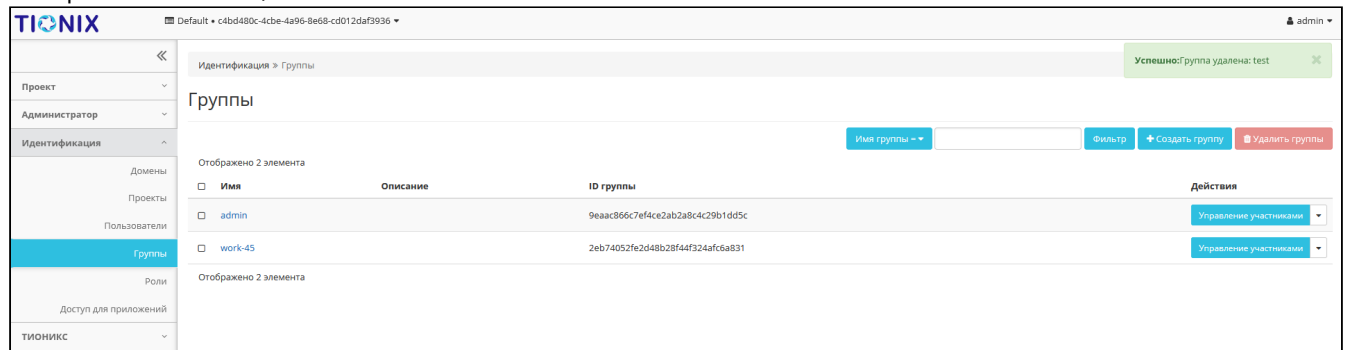 TIONIX
Default • c4bd480c-4cbe-4a96-8e68-cd012daf3936
admin
Идентификация » Группы
Успешно:Группа удалена: test
Проект
Группы
Администратор
Идентификация
Имя группы =
Фильтр
Создать группу
Удалить группы
Отображено 2 элемента
Домены
Имя Описание ID группы Действия
Проекты
admin 9eaac866c7ef4ce2ab2a8c4c29b1dd5c Управление участниками
Пользователи
work-45 2eb74052fe2d48b28f44f324afc6a831 Управление участниками
Группы
Отображено 2 элемента
Роли
Доступ для приложений
ТИОНИКС